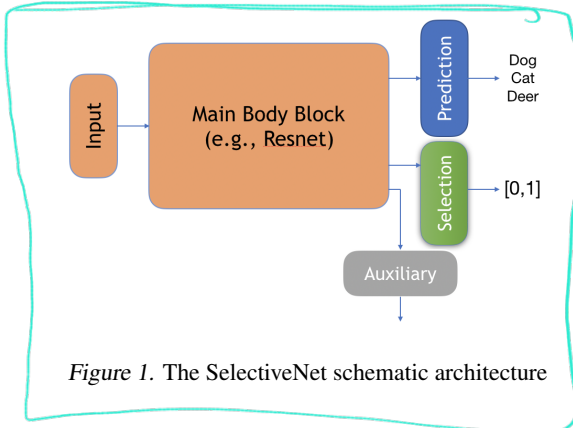 Input
Main Body Block
(e.g., Resnet)
Prediction
Dog
Cat
Deer
Selection
[0,1]
Auxiliary
Figure 1. The SelectiveNet schematic architecture